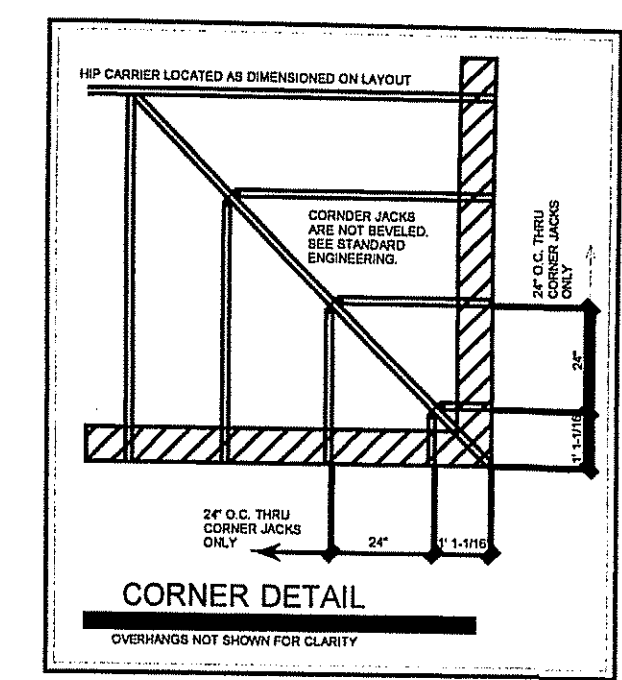 HIP CARRIER LOCATED AS DIMENSIONED ON LAYOUT
CORNDER JACKS
ARE NOT BEVELED.
SEE STANDARD
ENGINEERING.
24" O.C. THRU
CORNER JACKS
ONLY
24"
1' 1-1/16"
24" O.C. THRU
CORNER JACKS
ONLY
24"
1' 1-1/16"
CORNER DETAIL
OVERHANGS NOT SHOWN FOR CLARITY